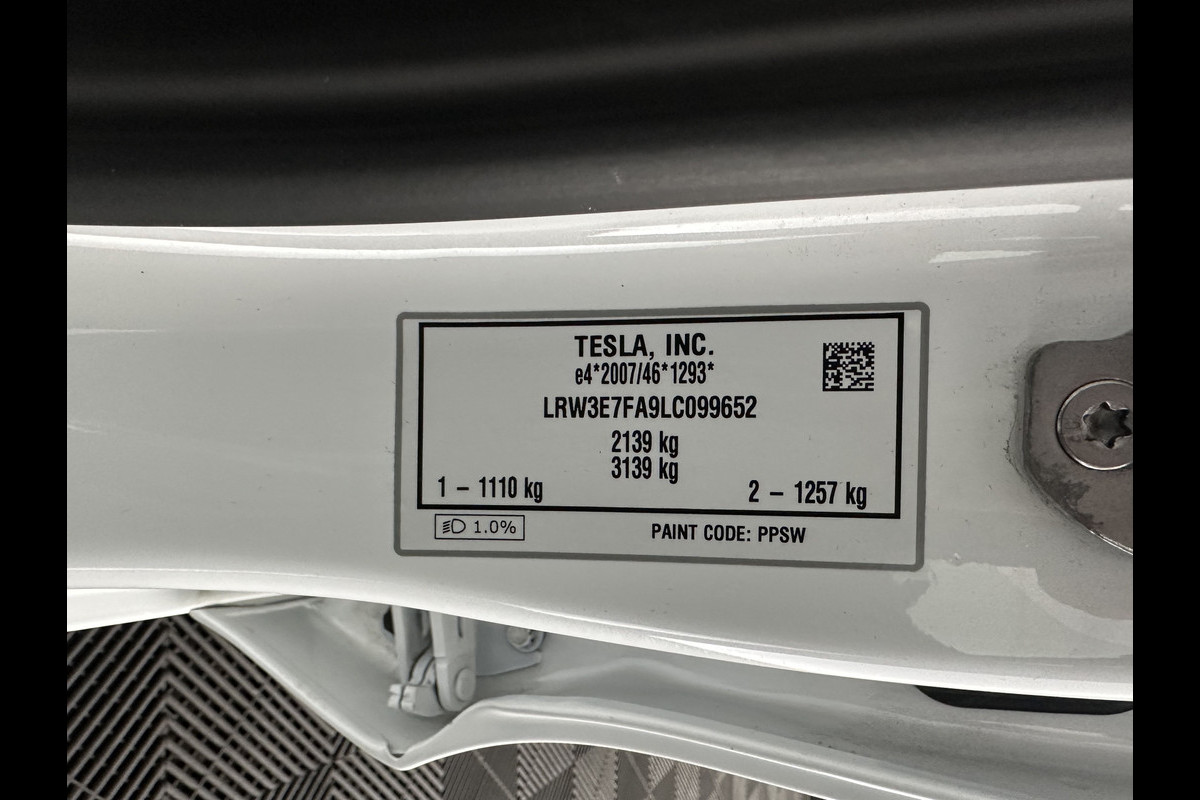 TESLA, INC.
e4*2007/46*1293*
LRW3E7FA9LC099652
2139 kg
3139 kg
1 – 1110 kg 2 – 1257 kg
1.0% PAINT CODE: PPSW